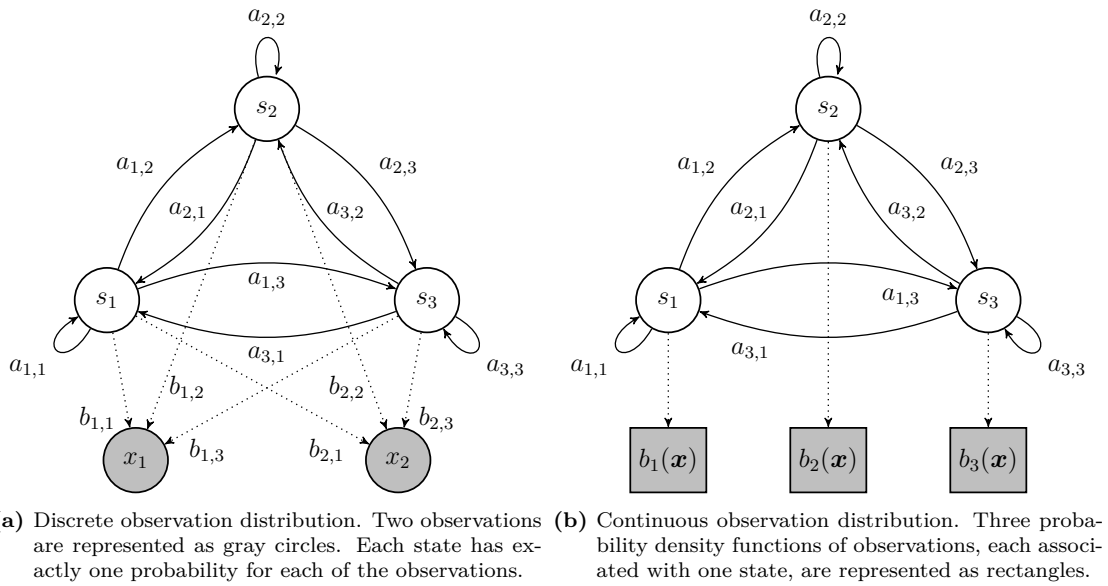 a2,2
s2
a1,2
a2,3
a2,1
a3,2
s1
a1,3
s3
a1,1
a3,1
a3,3
b1,2
b2,2
b1,1
b2,3
x1
b1,3
b2,1
x2
(a) Discrete observation distribution. Two observations
are represented as gray circles. Each state has ex-
actly one probability for each of the observations.
a2,2
s2
a1,2
a2,3
a2,1
a3,2
s1
a1,3
s3
a1,1
a3,1
a3,3
b1(x)
b2(x)
b3(x)
(b) Continuous observation distribution. Three proba-
bility density functions of observations, each associ-
ated with one state, are represented as rectangles.